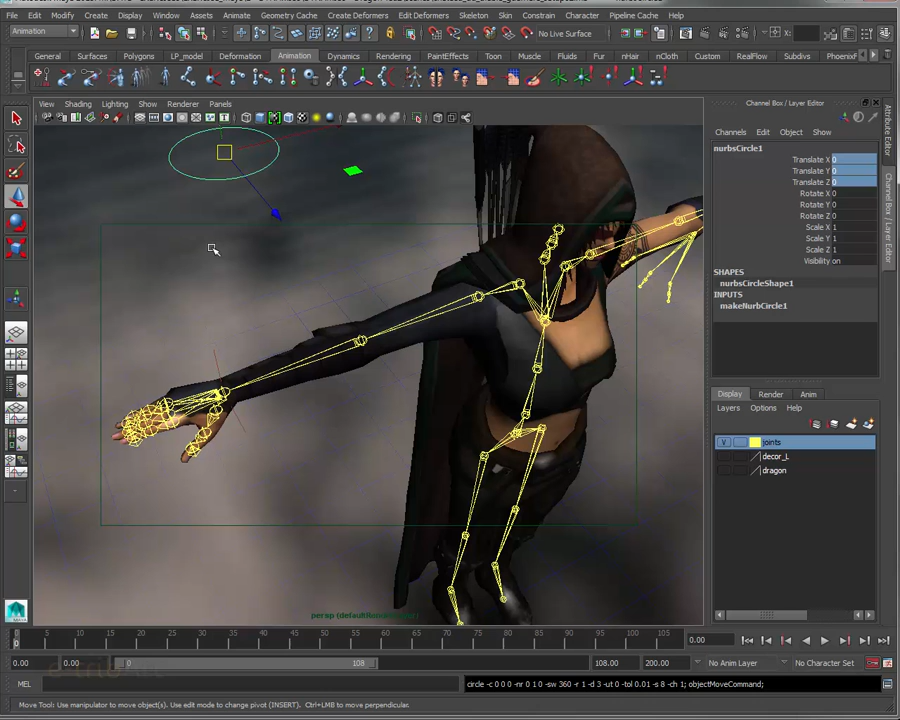 File Edit Modify Create Display Window Assets Animate Geometry Cache Create Deformers Edit Deformers Skeleton Skin Constrain Character Pipeline Cache Help
Animation
No Live Surface
X:
General Surfaces Polygons LP_model Deformation Animation Dynamics Rendering PaintEffects Toon Muscle Fluids Fur nHair nCloth Custom RealFlow Subdivs PhoenixF
View Shading Lighting Show Renderer Panels
Channel Box / Layer Editor
Channels Edit Object Show
nurbsCircle1
Translate X 0
Translate Y 0
Translate Z 0
Rotate X 0
Rotate Y 0
Rotate Z 0
Scale X 1
Scale Y 1
Scale Z 1
Visibility on
SHAPES
nurbsCircleShape1
INPUTS
makeNurbCircle1
Attribute Editor
Channel Box / Layer Editor
Display Render Anim
Layers Options Help
V joints
decor_L
dragon
0 5 10 15 20 25 30 35 40 45 50 55 60 65 70 75 80 85 90 95 100 105
0.00
0.00 0.00 0 108 108.00 200.00 No Anim Layer No Character Set
MEL circle -c 0 0 0 -nr 0 1 0 -sw 360 -r 1 -d 3 -ut 0 -tol 0.01 -s 8 -ch 1; objectMoveCommand;
Move Tool: Use manipulator to move object(s). Use edit mode to change pivot (INSERT). Ctrl+LMB to move perpendicular.